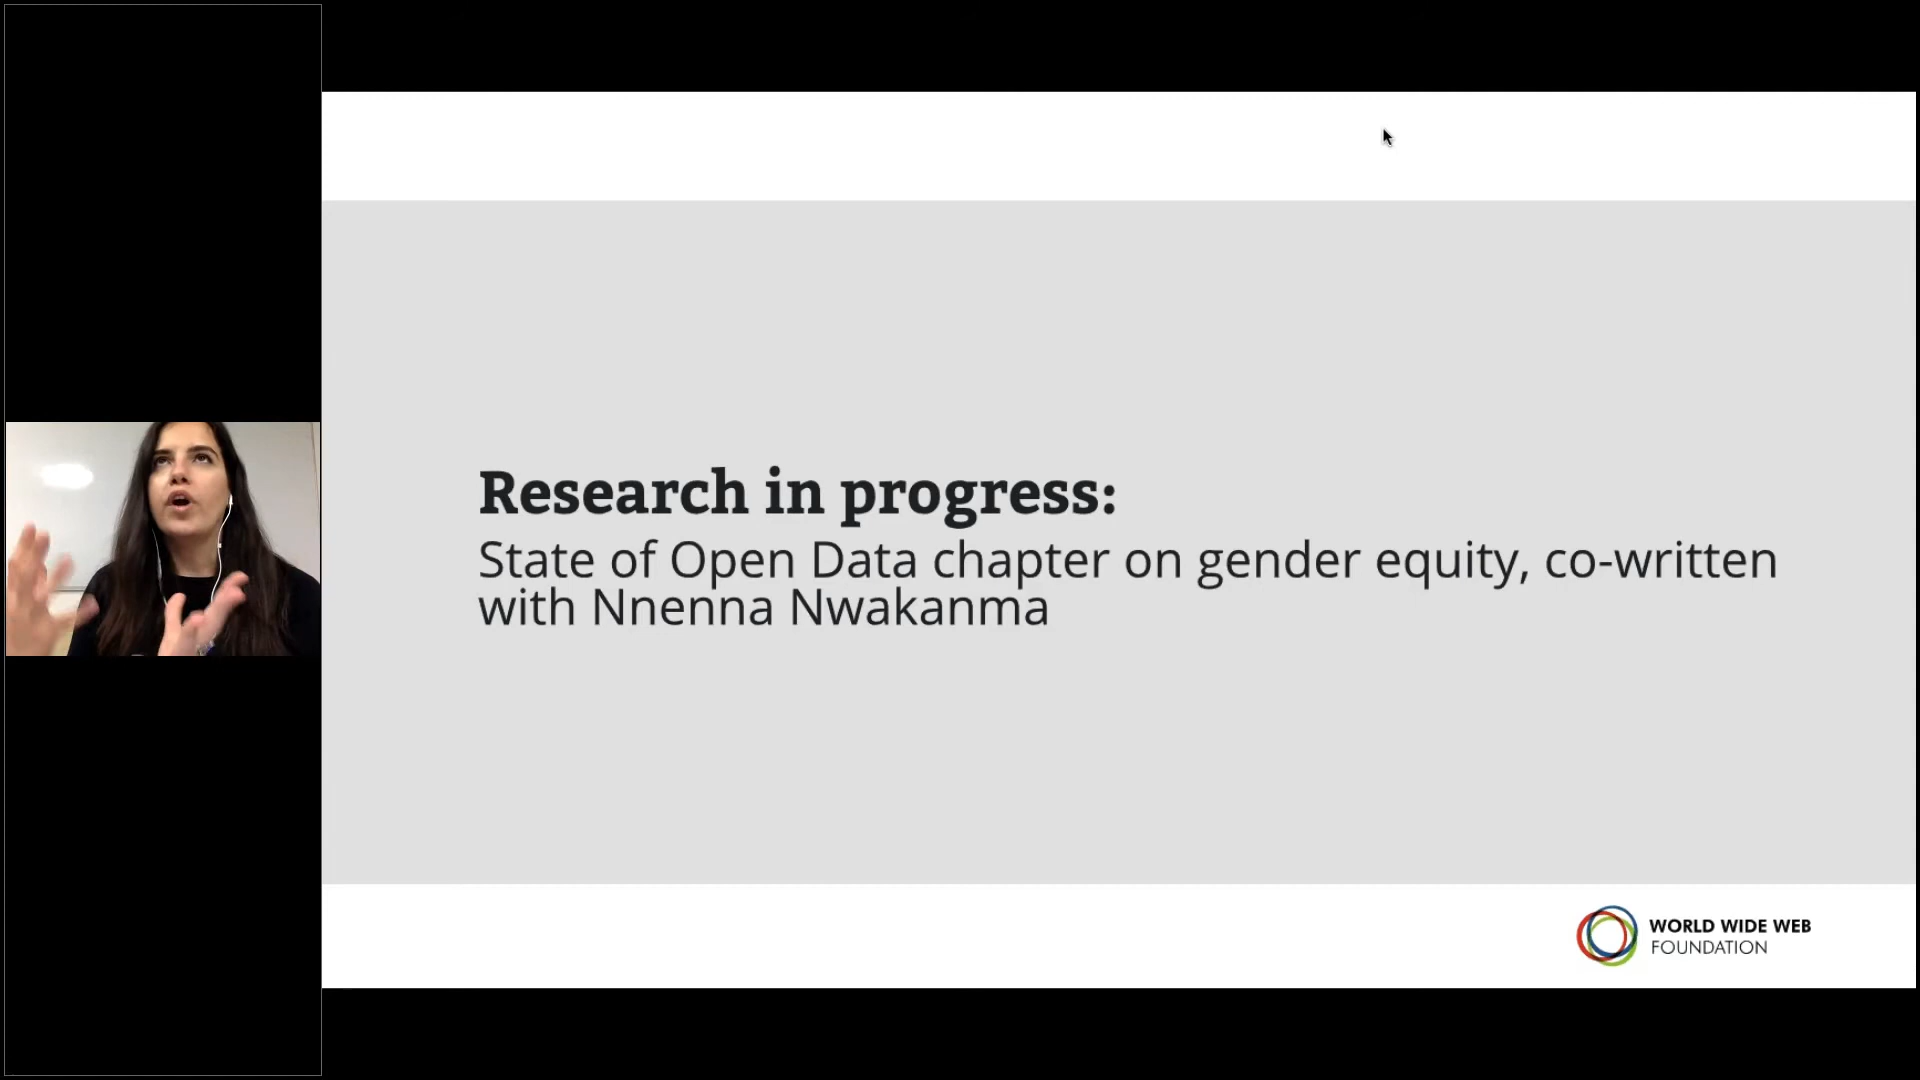 Research in progress:
State of Open Data chapter on gender equity, co-written
with Nnenna Nwakanma
WORLD WIDE WEB
FOUNDATION